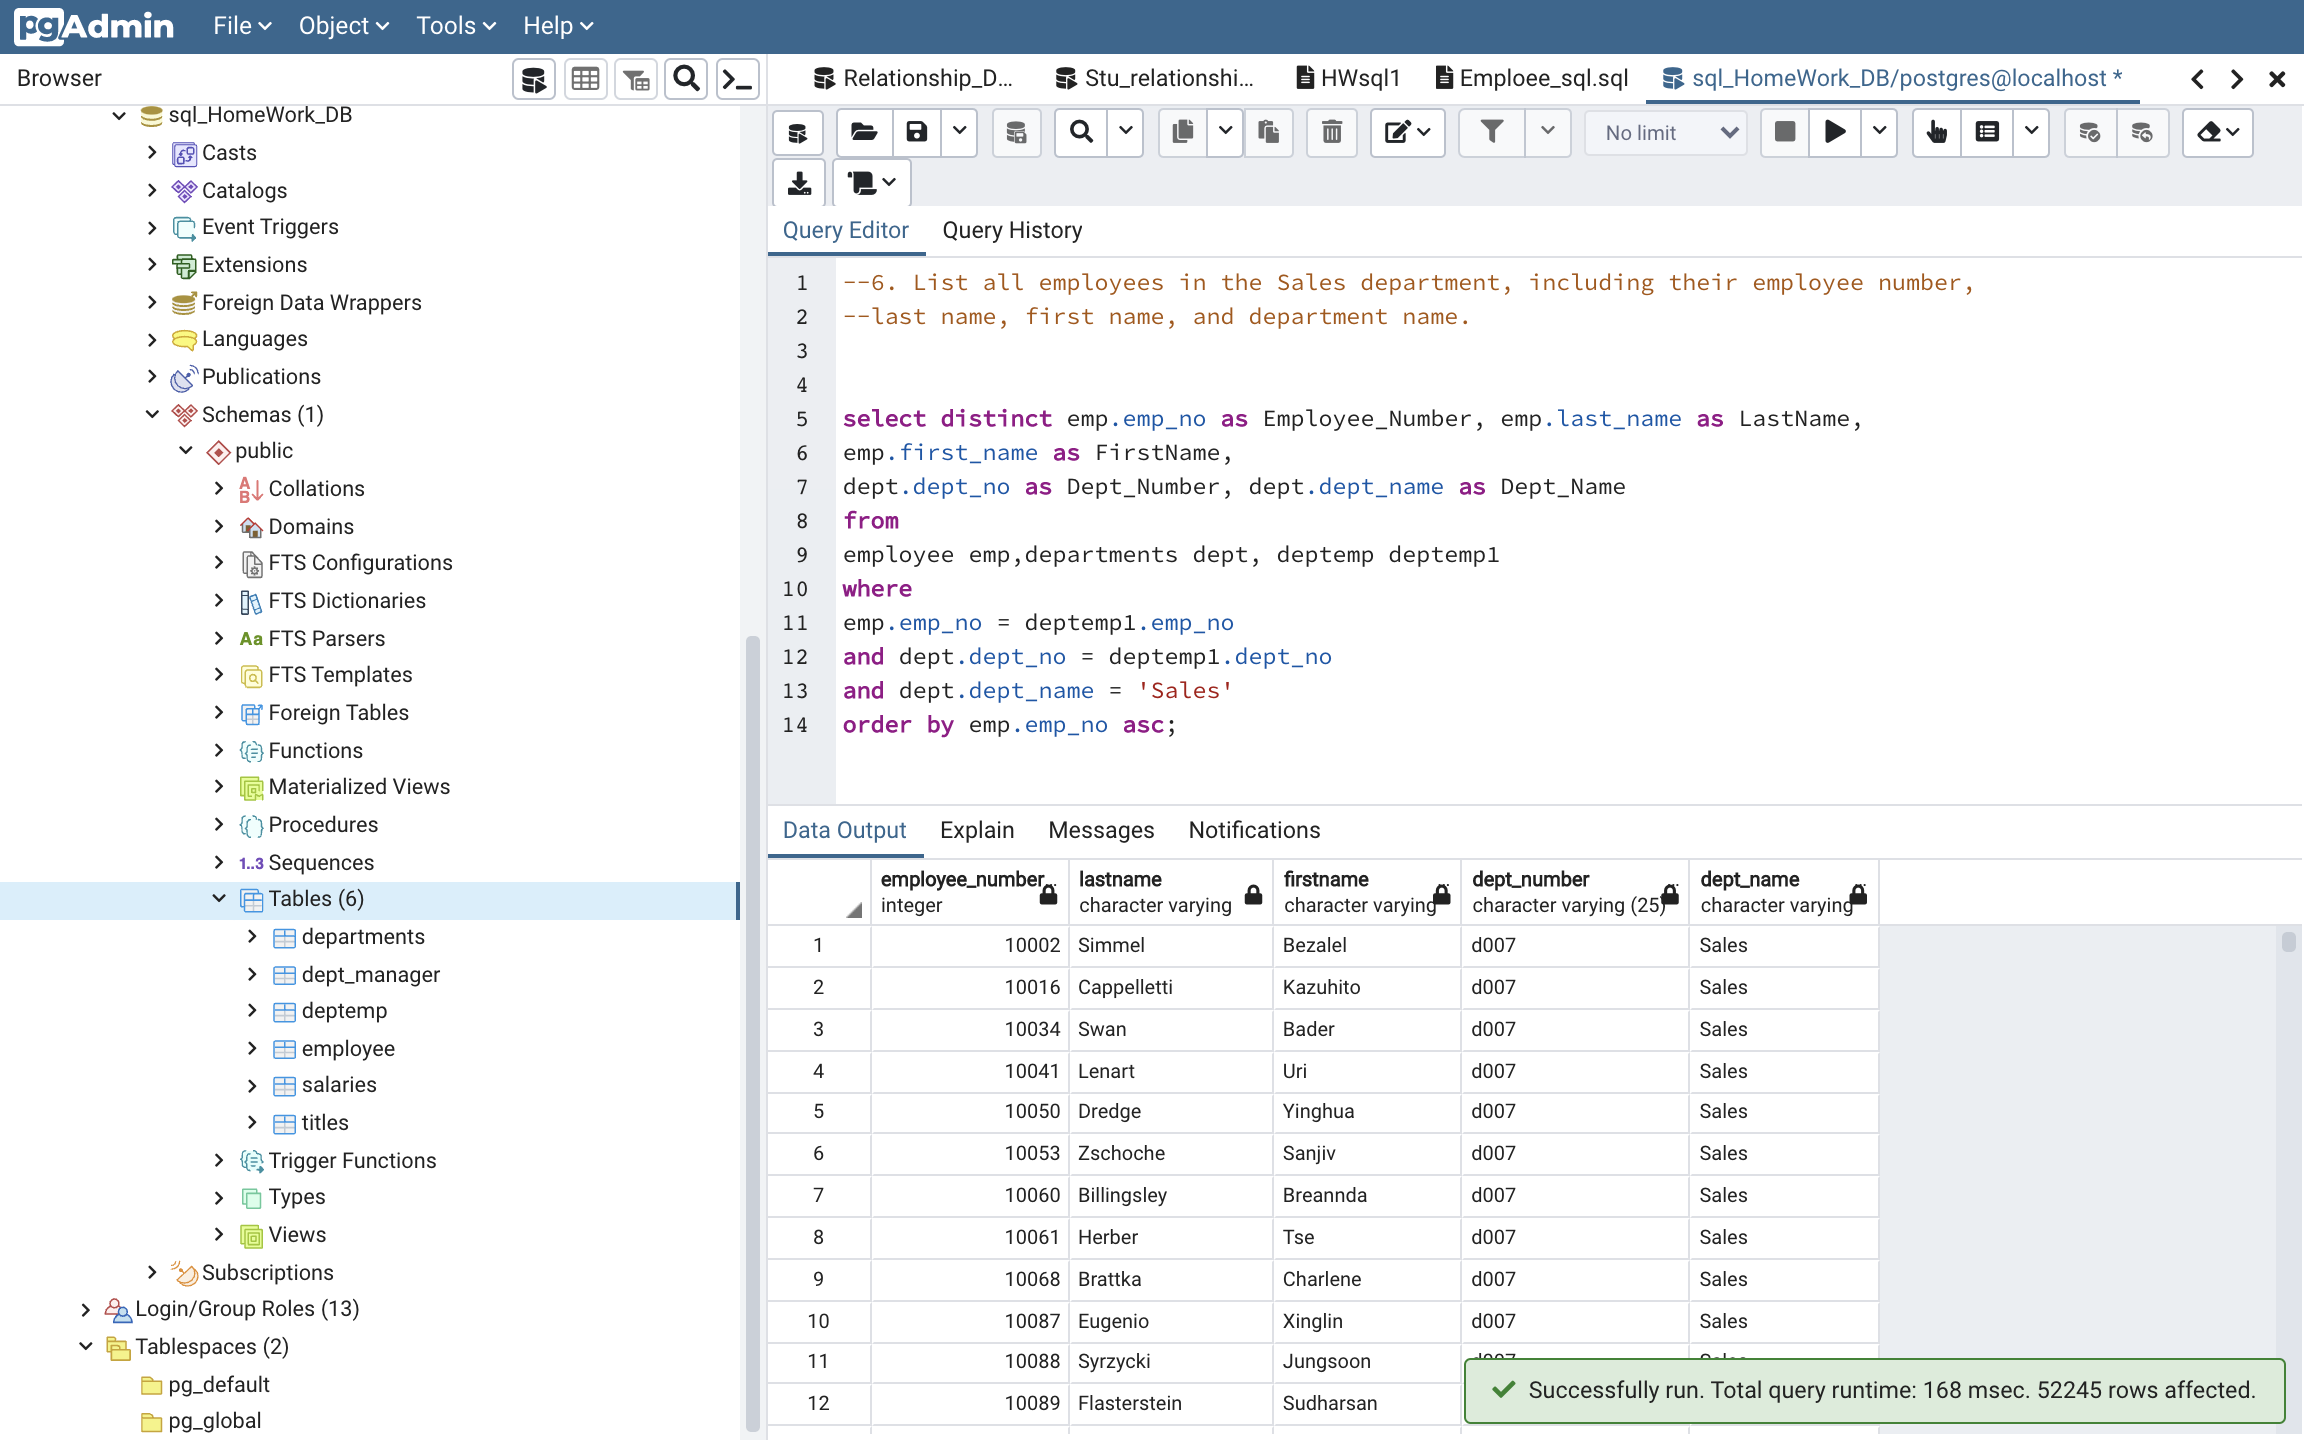 pgAdmin File Object Tools Help
Browser
Relationship_D... Stu_relationshi... HWsql1 Emploee_sql.sql sql_HomeWork_DB/postgres@localhost *
sql_HomeWork_DB
Casts
Catalogs
Event Triggers
Extensions
Foreign Data Wrappers
Languages
Publications
Schemas (1)
public
Collations
Domains
FTS Configurations
FTS Dictionaries
Aa FTS Parsers
FTS Templates
Foreign Tables
Functions
Materialized Views
Procedures
1..3 Sequences
Tables (6)
departments
dept_manager
deptemp
employee
salaries
titles
Trigger Functions
Types
Views
Subscriptions
Login/Group Roles (13)
Tablespaces (2)
pg_default
pg_global
No limit
Query Editor Query History
1 --6. List all employees in the Sales department, including their employee number,
2 --last name, first name, and department name.
3
4
5 select distinct emp.emp_no as Employee_Number, emp.last_name as LastName,
6 emp.first_name as FirstName,
7 dept.dept_no as Dept_Number, dept.dept_name as Dept_Name
8 from
9 employee emp,departments dept, deptemp deptemp1
10 where
11 emp.emp_no = deptemp1.emp_no
12 and dept.dept_no = deptemp1.dept_no
13 and dept.dept_name = 'Sales'
14 order by emp.emp_no asc;
Data Output Explain Messages Notifications
employee_number lastname firstname dept_number dept_name
integer character varying character varying character varying (25) character varying
1 10002 Simmel Bezalel d007 Sales
2 10016 Cappelletti Kazuhito d007 Sales
3 10034 Swan Bader d007 Sales
4 10041 Lenart Uri d007 Sales
5 10050 Dredge Yinghua d007 Sales
6 10053 Zschoche Sanjiv d007 Sales
7 10060 Billingsley Breannda d007 Sales
8 10061 Herber Tse d007 Sales
9 10068 Brattka Charlene d007 Sales
10 10087 Eugenio Xinglin d007 Sales
11 10088 Syrzycki Jungsoon
12 10089 Flasterstein Sudharsan
Successfully run. Total query runtime: 168 msec. 52245 rows affected.